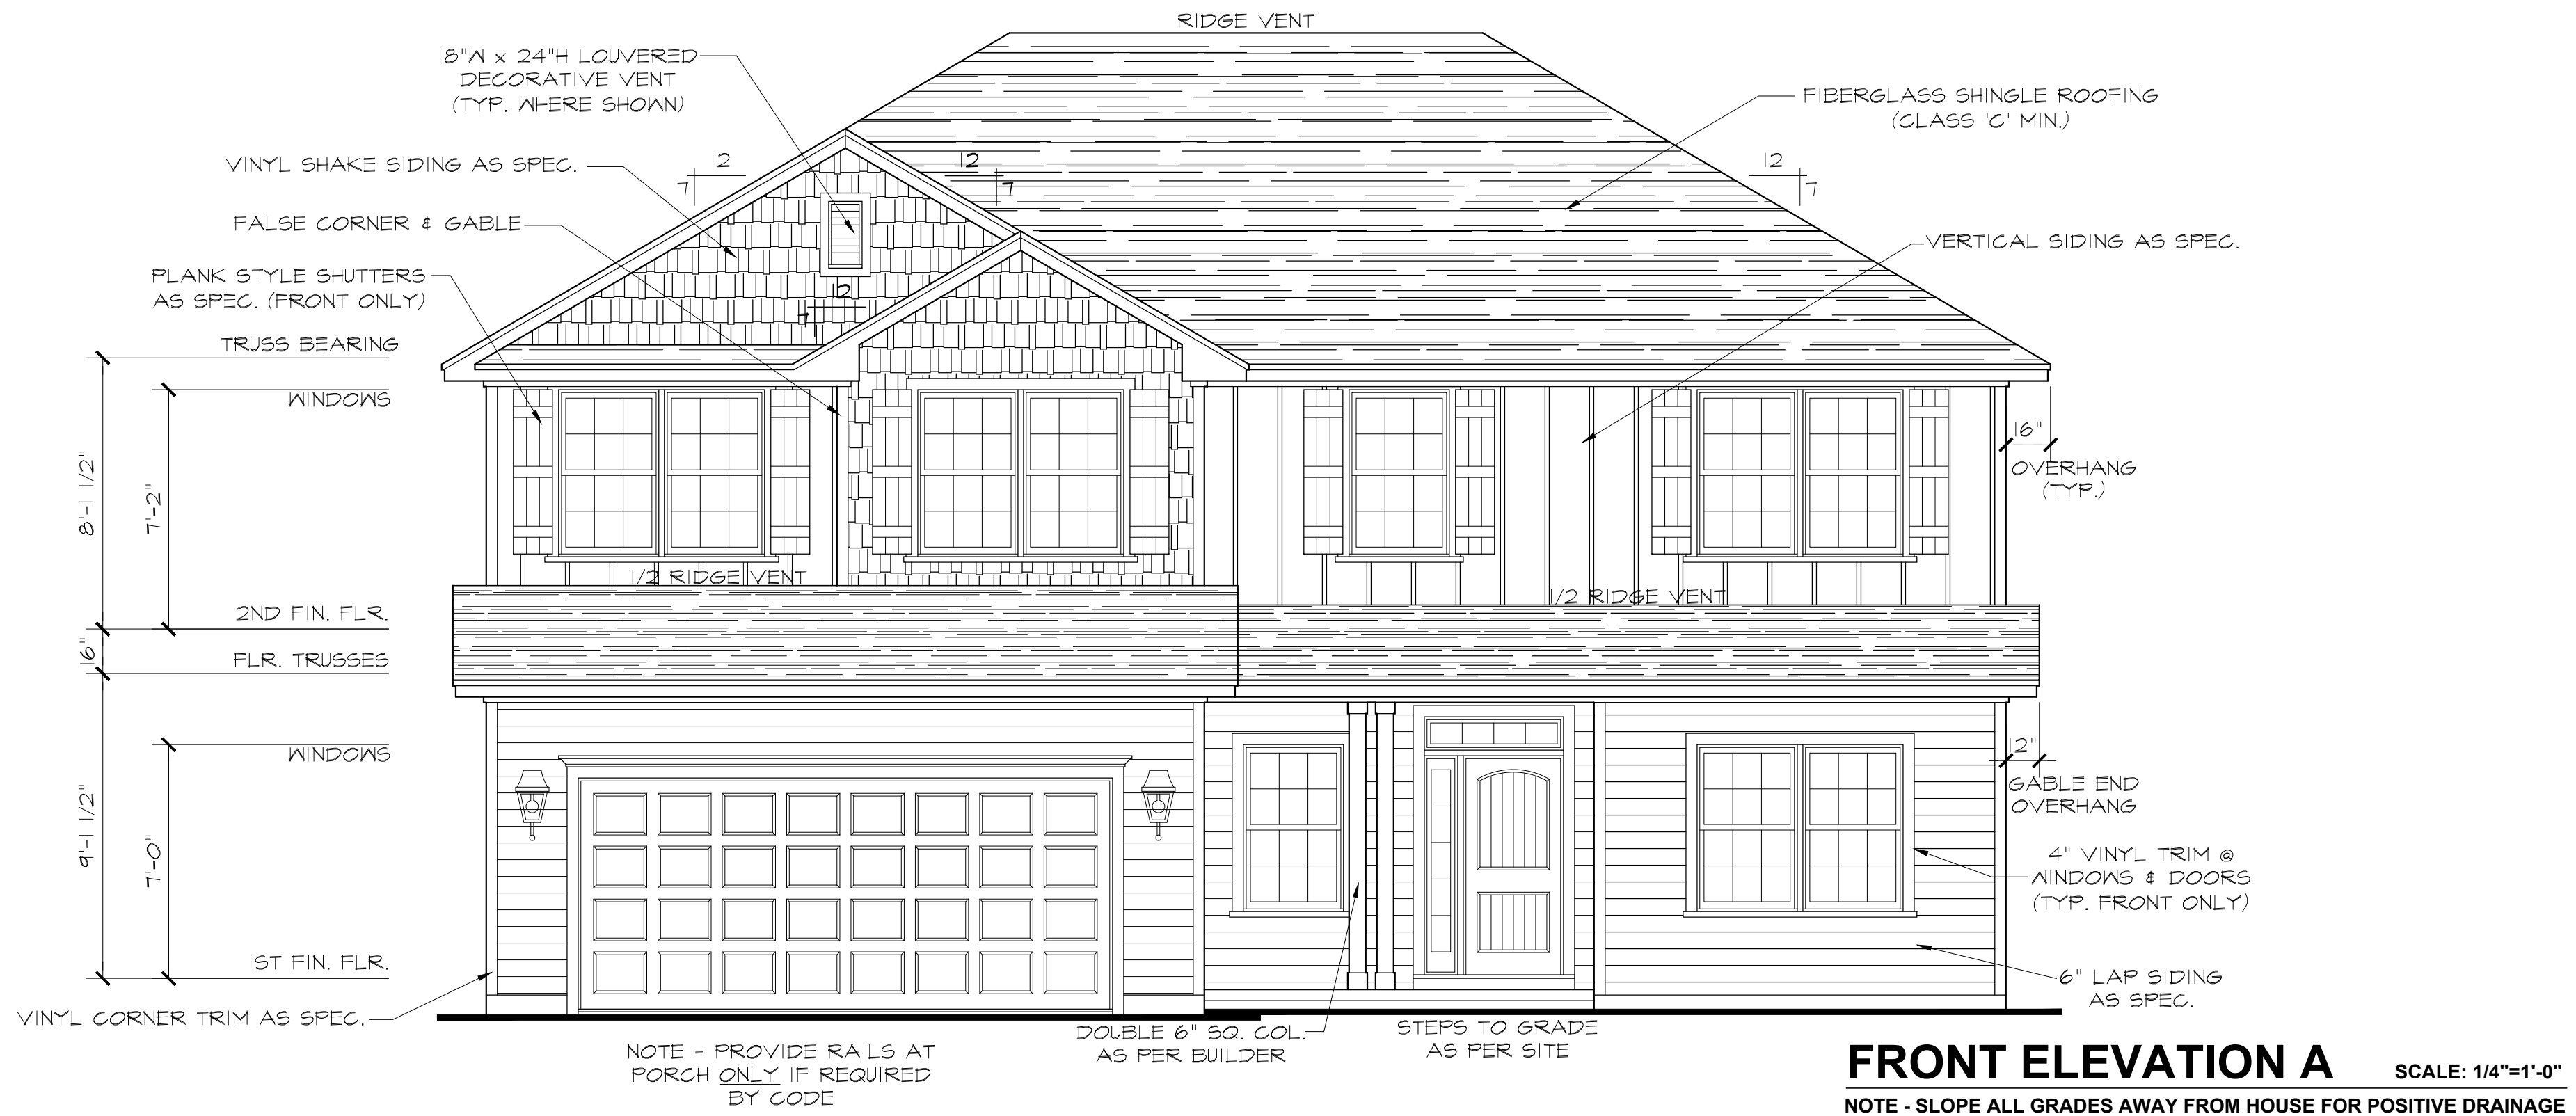 RIDGE VENT
18"W x 24"H LOUVERED
DECORATIVE VENT
(TYP. WHERE SHOWN)
FIBERGLASS SHINGLE ROOFING
(CLASS 'C' MIN.)
VINYL SHAKE SIDING AS SPEC.
12
7
12
7
12
7
FALSE CORNER & GABLE
VERTICAL SIDING AS SPEC.
PLANK STYLE SHUTTERS
AS SPEC. (FRONT ONLY)
12
7
TRUSS BEARING
WINDOWS
8'-1 1/2"
7'-2"
16"
OVERHANG
(TYP.)
1/2 RIDGE VENT
1/2 RIDGE VENT
2ND FIN. FLR.
16"
FLR. TRUSSES
WINDOWS
9'-1 1/2"
7'-0"
12"
GABLE END
OVERHANG
4" VINYL TRIM @
WINDOWS & DOORS
(TYP. FRONT ONLY)
1ST FIN. FLR.
6" LAP SIDING
AS SPEC.
VINYL CORNER TRIM AS SPEC.
DOUBLE 6" SQ. COL.
AS PER BUILDER
STEPS TO GRADE
AS PER SITE
NOTE - PROVIDE RAILS AT
PORCH ONLY IF REQUIRED
BY CODE
FRONT ELEVATION A
SCALE: 1/4"=1'-0"
NOTE - SLOPE ALL GRADES AWAY FROM HOUSE FOR POSITIVE DRAINAGE